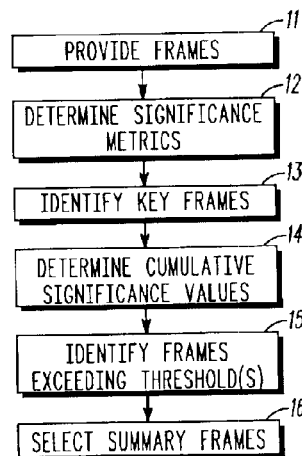 11
PROVIDE FRAMES
12
DETERMINE SIGNIFICANCE
METRICS
13
IDENTIFY KEY FRAMES
14
DETERMINE CUMULATIVE
SIGNIFICANCE VALUES
15
IDENTIFY FRAMES
EXCEEDING THRESHOLD(S)
16
SELECT SUMMARY FRAMES